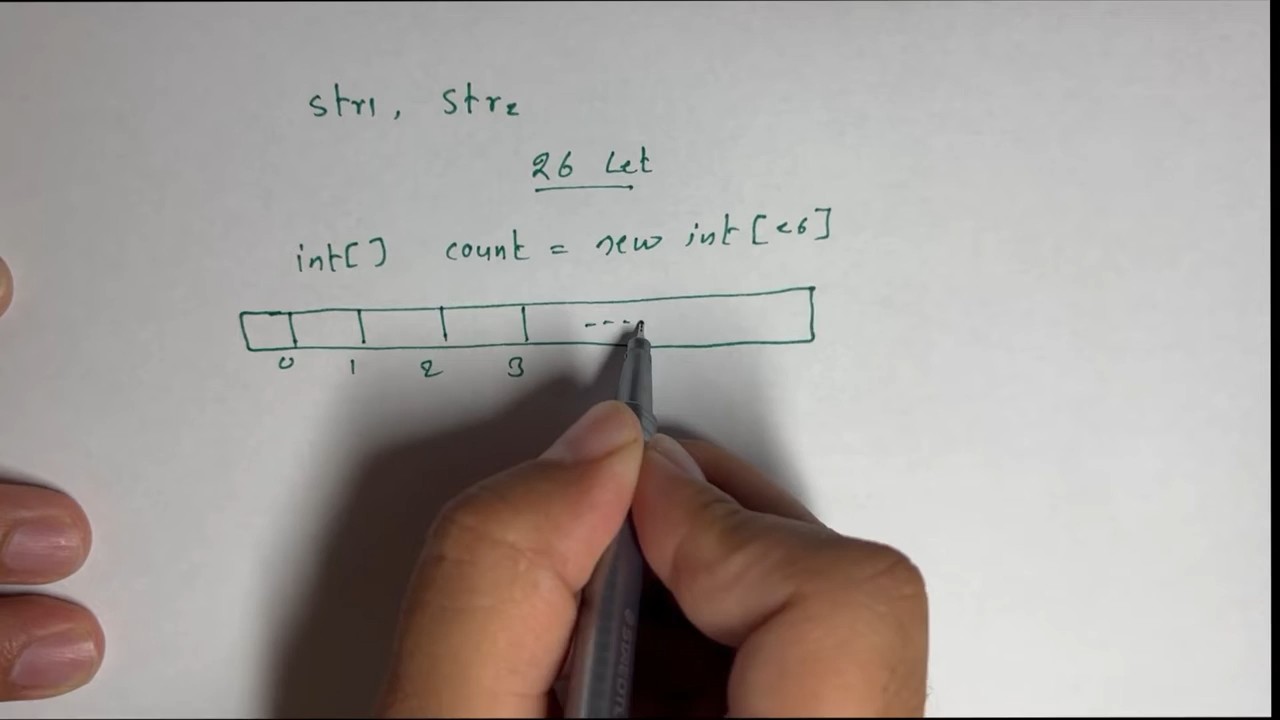 str1, str2
26 Let
int[] count = new int[26]
0 1 2 3